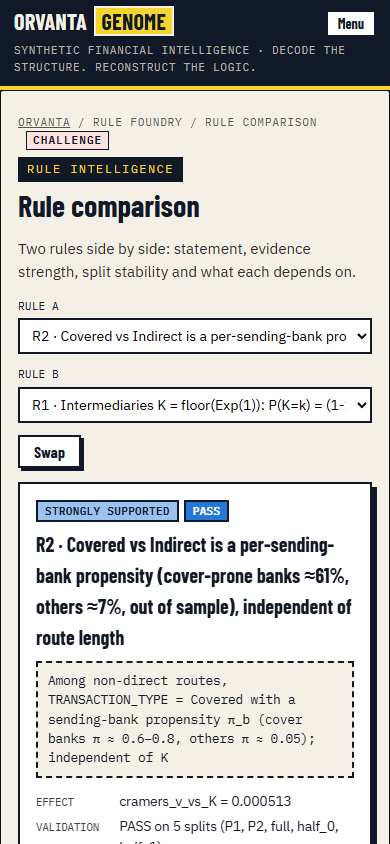 ORVANTA GENOME
Menu
SYNTHETIC FINANCIAL INTELLIGENCE · DECODE THE
STRUCTURE. RECONSTRUCT THE LOGIC.
ORVANTA / RULE FOUNDRY / RULE COMPARISON
CHALLENGE
RULE INTELLIGENCE
Rule comparison
Two rules side by side: statement, evidence
strength, split stability and what each depends on.
RULE A
R2 · Covered vs Indirect is a per-sending-bank pro
RULE B
R1 · Intermediaries K = floor(Exp(1)): P(K=k) = (1-
Swap
STRONGLY SUPPORTED
PASS
R2 · Covered vs Indirect is a per-sending-
bank propensity (cover-prone banks ≈61%,
others ≈7%, out of sample), independent of
route length
Among non-direct routes,
TRANSACTION_TYPE = Covered with a
sending-bank propensity π_b (cover
banks π ≈ 0.6–0.8, others π ≈ 0.05);
independent of K
EFFECT cramers_v_vs_K = 0.000513
VALIDATION PASS on 5 splits (P1, P2, full, half_0,